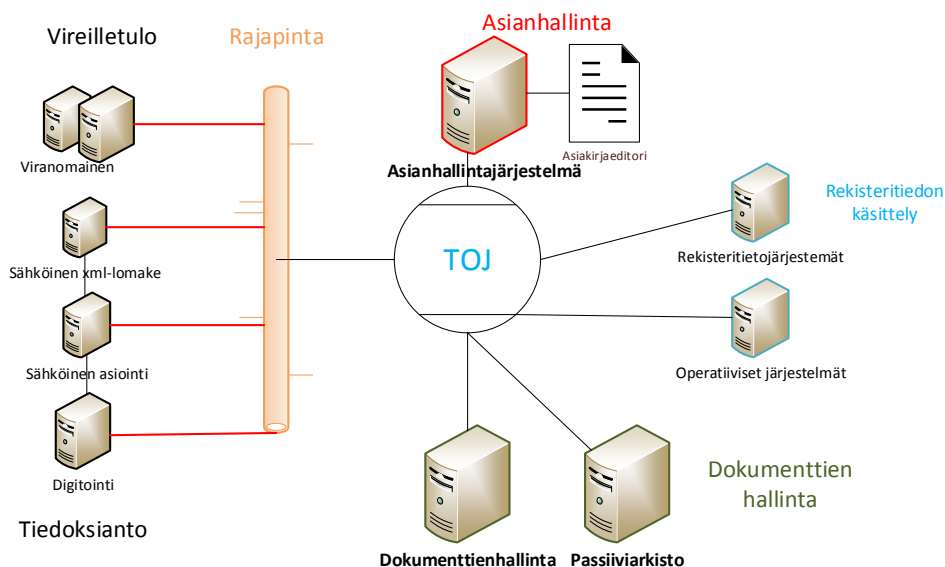 Vireilletulo
Rajapinta
Asianhallinta
Viranomainen
Asiakirjaeditori
Asianhallintajärjestelmä
Rekisteritiedon
käsittely
Sähköinen xml-lomake
TOJ
Rekisteritietojärjestemät
Sähköinen asiointi
Operatiiviset järjestelmät
Digitointi
Dokumenttien
hallinta
Tiedoksianto
Dokumenttienhallinta
Passiiviarkisto